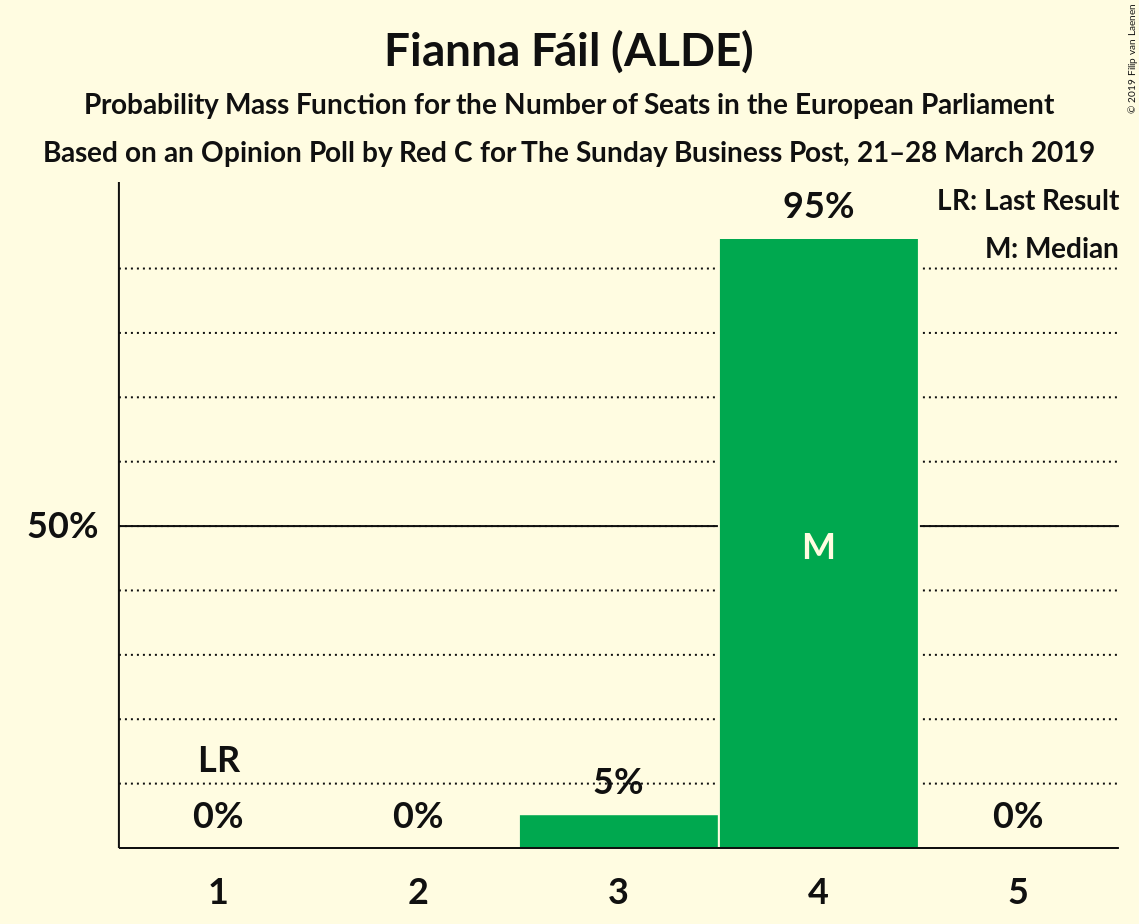 Fianna Fáil (ALDE)
Probability Mass Function for the Number of Seats in the European Parliament
Based on an Opinion Poll by Red C for The Sunday Business Post, 21–28 March 2019
© 2019 Filip van Laenen
LR: Last Result
M: Median
95%
50%
M
LR
5%
0%
0%
0%
1
2
3
4
5